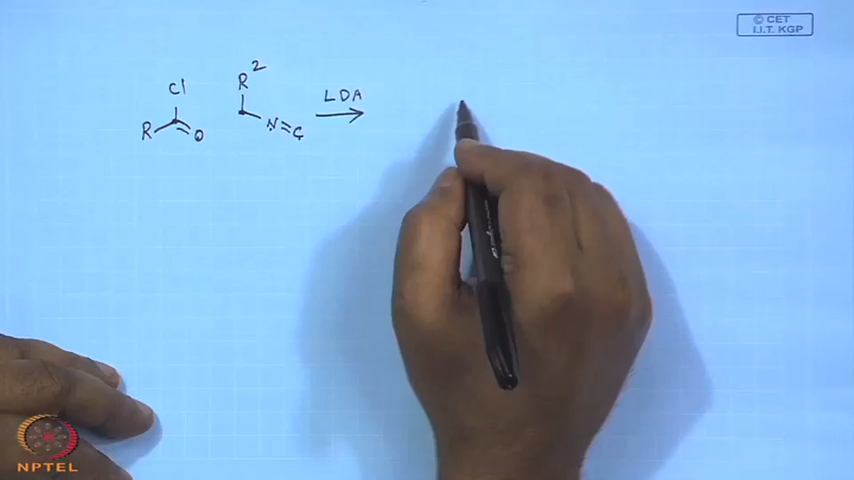 © CET
I.I.T. KGP
Cl R²
LDA
R O N=C
NPTEL